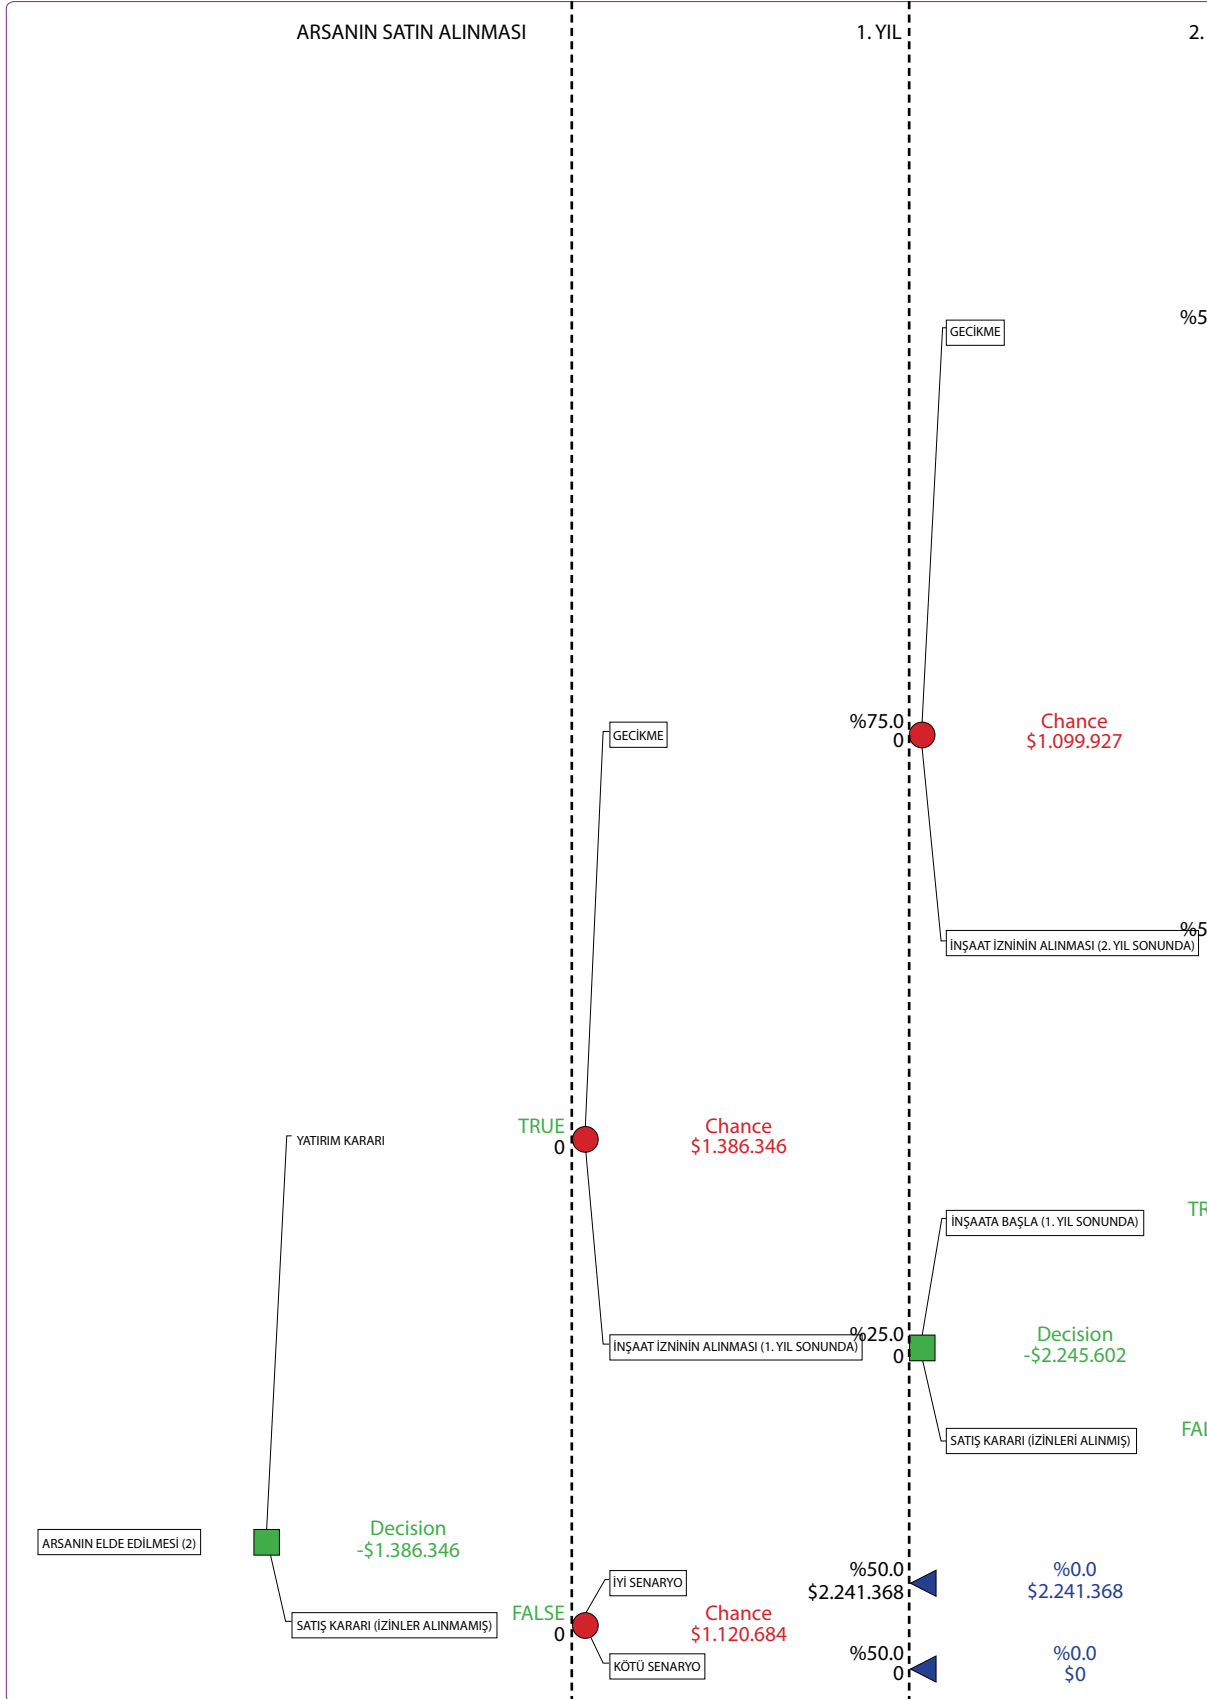 ARSANIN SATIN ALINMASI
1. YIL
2.
GECİKME
%5
GECİKME
%75.0
0
Chance
$1.099.927
İNŞAAT İZNİNİN ALINMASI (2. YIL SONUNDA)
%5
YATIRIM KARARI
TRUE
0
Chance
$1.386.346
İNŞAATA BAŞLA (1. YIL SONUNDA)
TR
İNŞAAT İZNİNİN ALINMASI (1. YIL SONUNDA)
%25.0
0
Decision
-$2.245.602
SATIŞ KARARI (İZİNLERİ ALINMIŞ)
FAL
ARSANIN ELDE EDİLMESİ (2)
Decision
-$1.386.346
İYİ SENARYO
%50.0
$2.241.368
%0.0
$2.241.368
SATIŞ KARARI (İZİNLER ALINMAMIŞ)
FALSE
0
Chance
$1.120.684
KÖTÜ SENARYO
%50.0
0
%0.0
$0